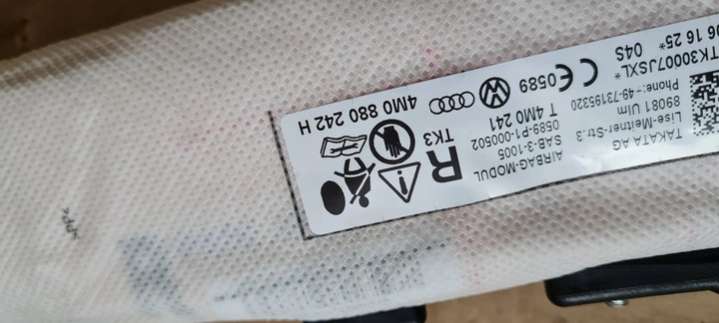 TAKATA AG
Lise-Meitner-Str. 3
89081 Ulm
Phone:+49-73195320
TK30007JSXL*
06 16 25* 04S
AIRBAG-MODUL
SAB-3-1005
0589-P1-000502
T 4M0 241
CE0589
R
TK3
4M0 880 242 H